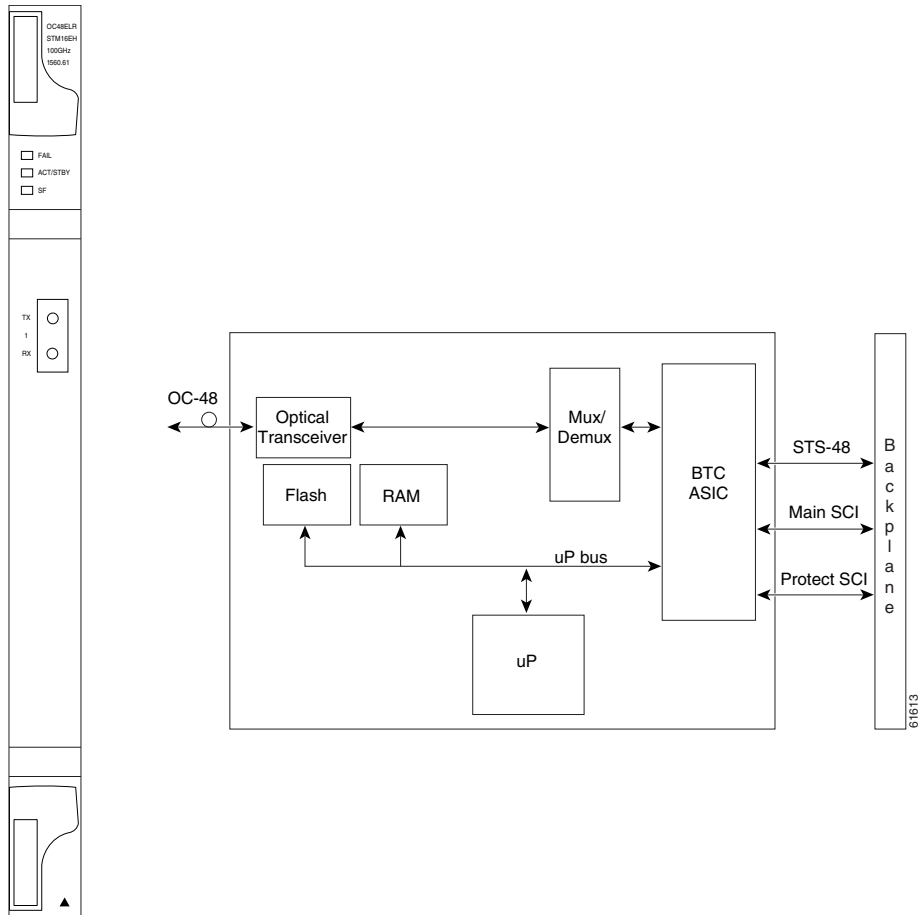 OC48ELR
STM16EH
100GHz
1560.61
FAIL
ACT/STBY
SF
TX
1
RX
OC-48
Optical
Transceiver
Mux/
Demux
BTC
ASIC
Flash
RAM
uP bus
uP
STS-48
Main SCI
Protect SCI
Backplane
61613